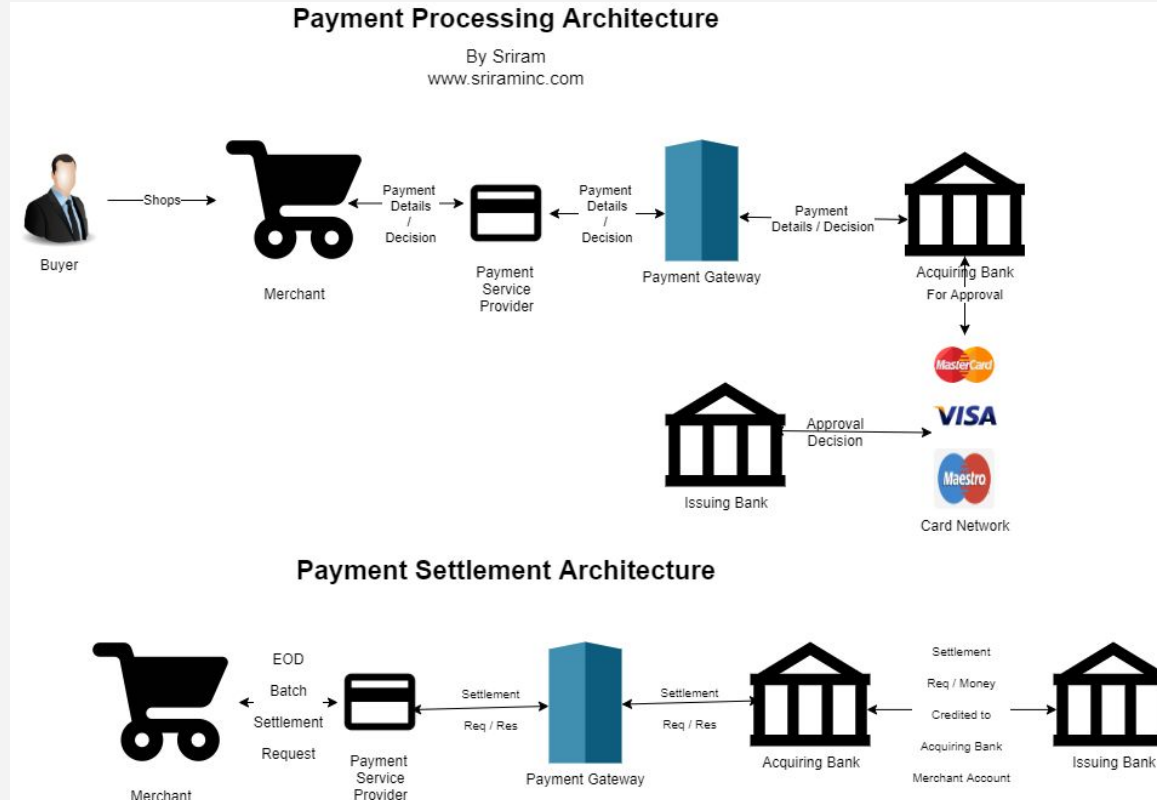 Payment Processing Architecture
By Sriram
www.sriraminc.com
Shops
Payment
Details
/
Decision
Payment
Details
/
Decision
Payment
Details / Decision
Buyer
Merchant
Payment
Service
Provider
Payment Gateway
Acquiring Bank
For Approval
MasterCard
VISA
Maestro
Card Network
Approval
Decision
Issuing Bank
Payment Settlement Architecture
EOD
Batch
Settlement
Request
Settlement
Req / Res
Settlement
Req / Res
Settlement
Req / Money
Credited to
Acquiring Bank
Merchant Account
Merchant
Payment
Service
Provider
Payment Gateway
Acquiring Bank
Issuing Bank